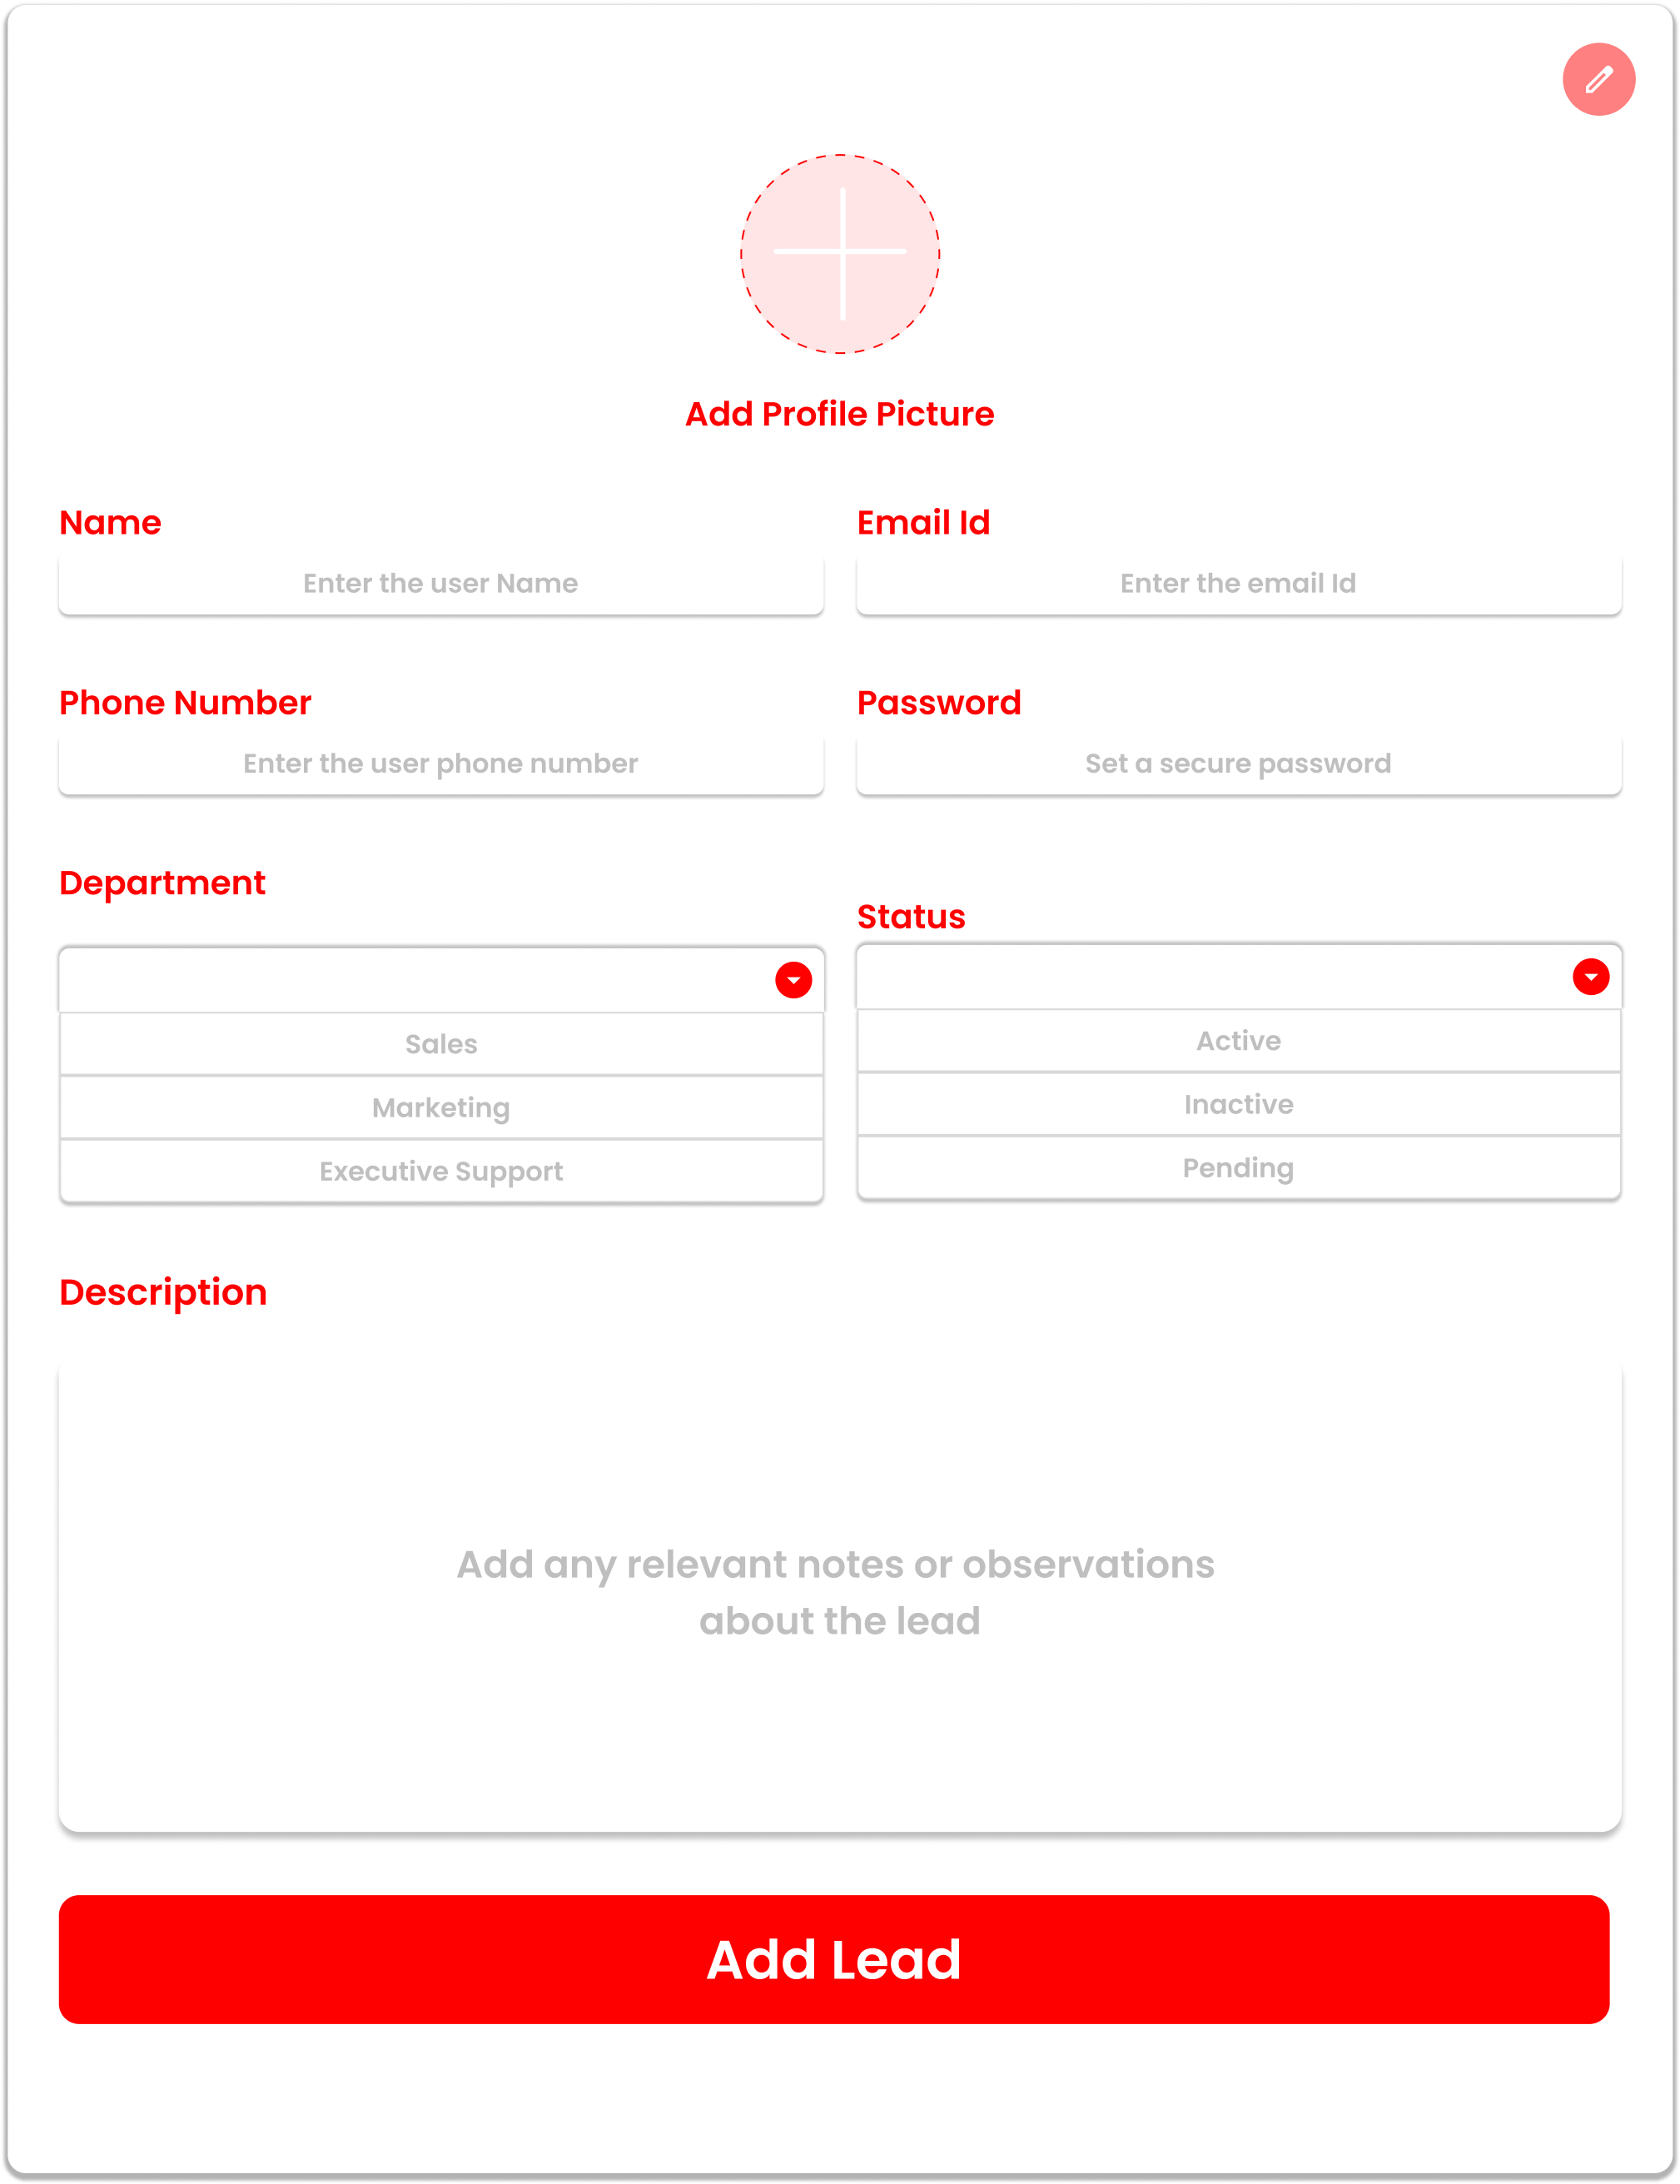 Add Profile Picture
Name
Email Id
Enter the user Name
Enter the email Id
Phone Number
Password
Enter the user phone number
Set a secure password
Department
Status
Sales
Active
Marketing
Inactive
Executive Support
Pending
Description
Add any relevant notes or observations
about the lead
Add Lead